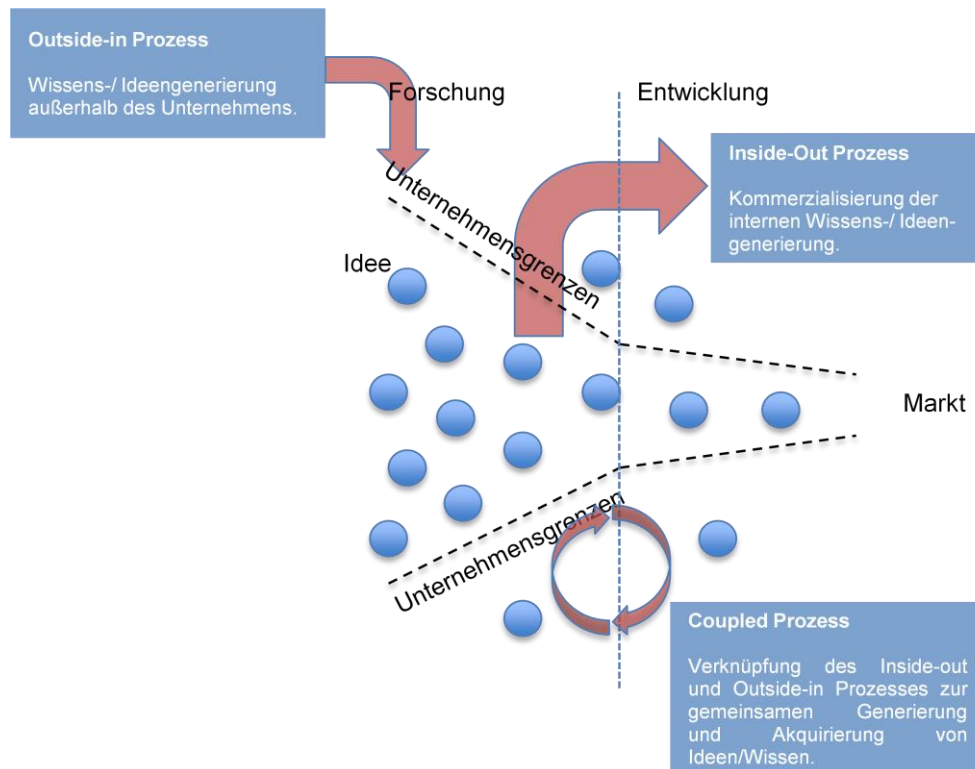 Outside-in Prozess
Wissens-/ Ideengenerierung
außerhalb des Unternehmens.
Forschung
Entwicklung
Inside-Out Prozess
Kommerzialisierung der
internen Wissens-/ Ideen-
generierung.
Unternehmensgrenzen
Idee
Markt
Unternehmensgrenzen
Coupled Prozess
Verknüpfung des Inside-out
und Outside-in Prozesses zur
gemeinsamen Generierung
und Akquirierung von
Ideen/Wissen.